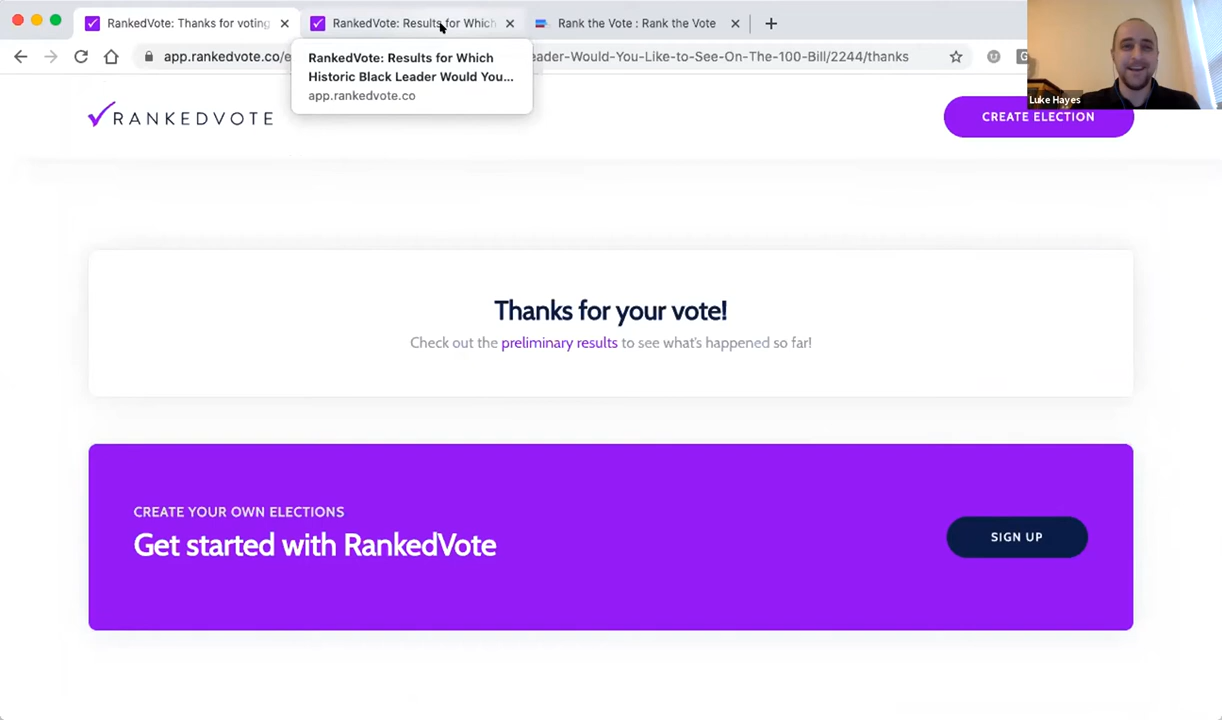 RankedVote: Thanks for voting
RankedVote: Results for Which
Rank the Vote : Rank the Vote
app.rankedvote.co/e
eader-Would-You-Like-to-See-On-The-100-Bill/2244/thanks
RankedVote: Results for Which
Historic Black Leader Would You...
app.rankedvote.co
Luke Hayes
RANKEDVOTE
CREATE ELECTION
Thanks for your vote!
Check out the preliminary results to see what's happened so far!
CREATE YOUR OWN ELECTIONS
Get started with RankedVote
SIGN UP